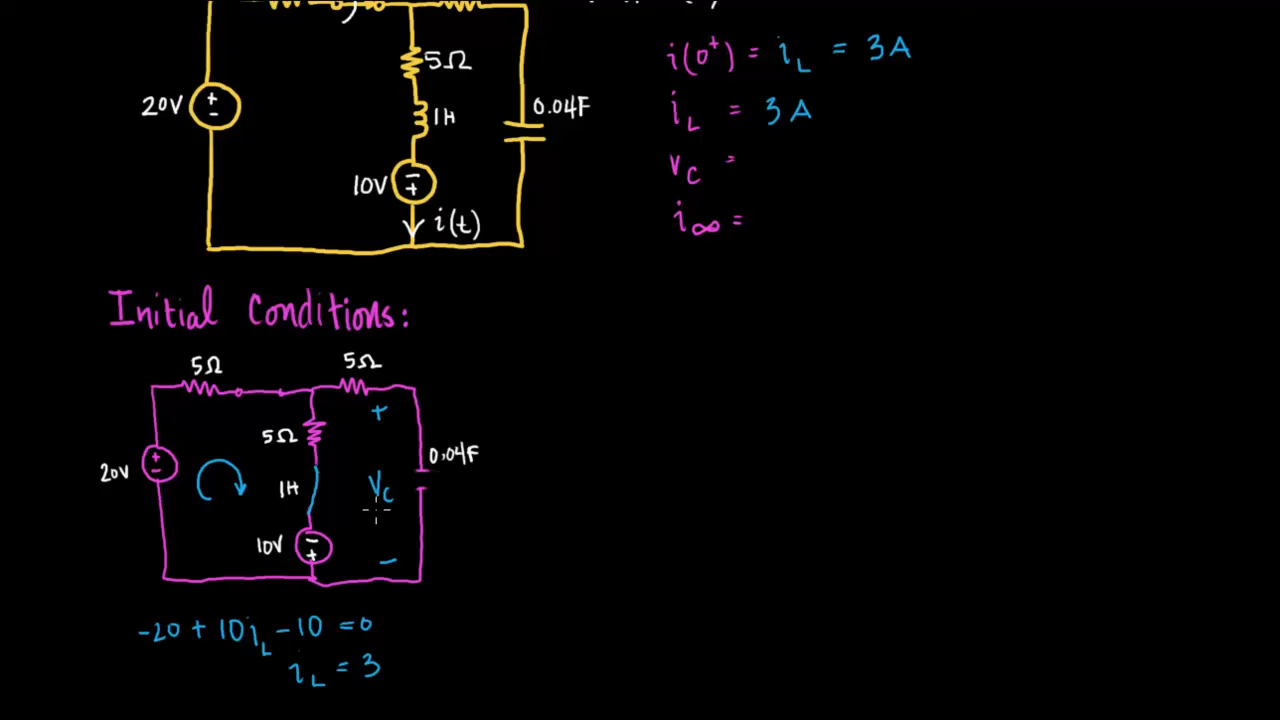 5Ω
20V
+
-
1H
0.04F
10V
-
+
i(t)
i(0⁺) = i_L = 3A
i_L = 3A
v_C =
i_∞ =
Initial Conditions:
5Ω
5Ω
+
5Ω
20V
+
-
1H
V_C
0.04F
10V
-
+
-
-20 + 10i_L - 10 = 0
i_L = 3